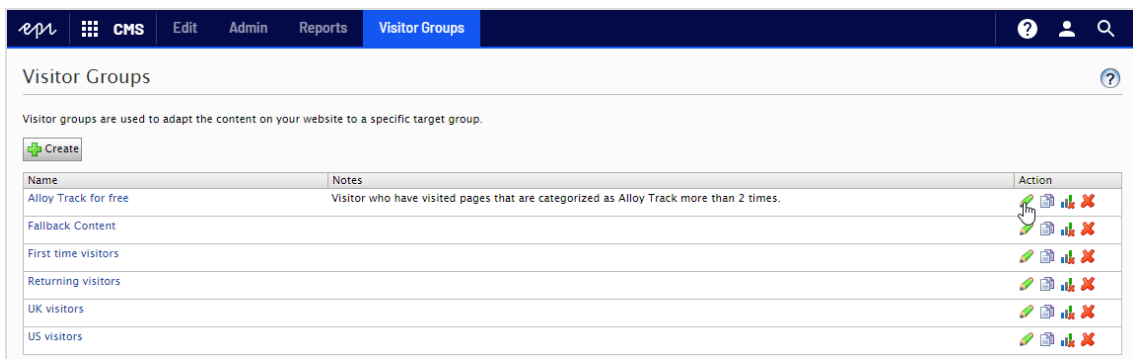 epi CMS Edit Admin Reports Visitor Groups ?
Visitor Groups ?
Visitor groups are used to adapt the content on your website to a specific target group.
Create
Name Notes Action
Alloy Track for free Visitor who have visited pages that are categorized as Alloy Track more than 2 times.
Fallback Content
First time visitors
Returning visitors
UK visitors
US visitors